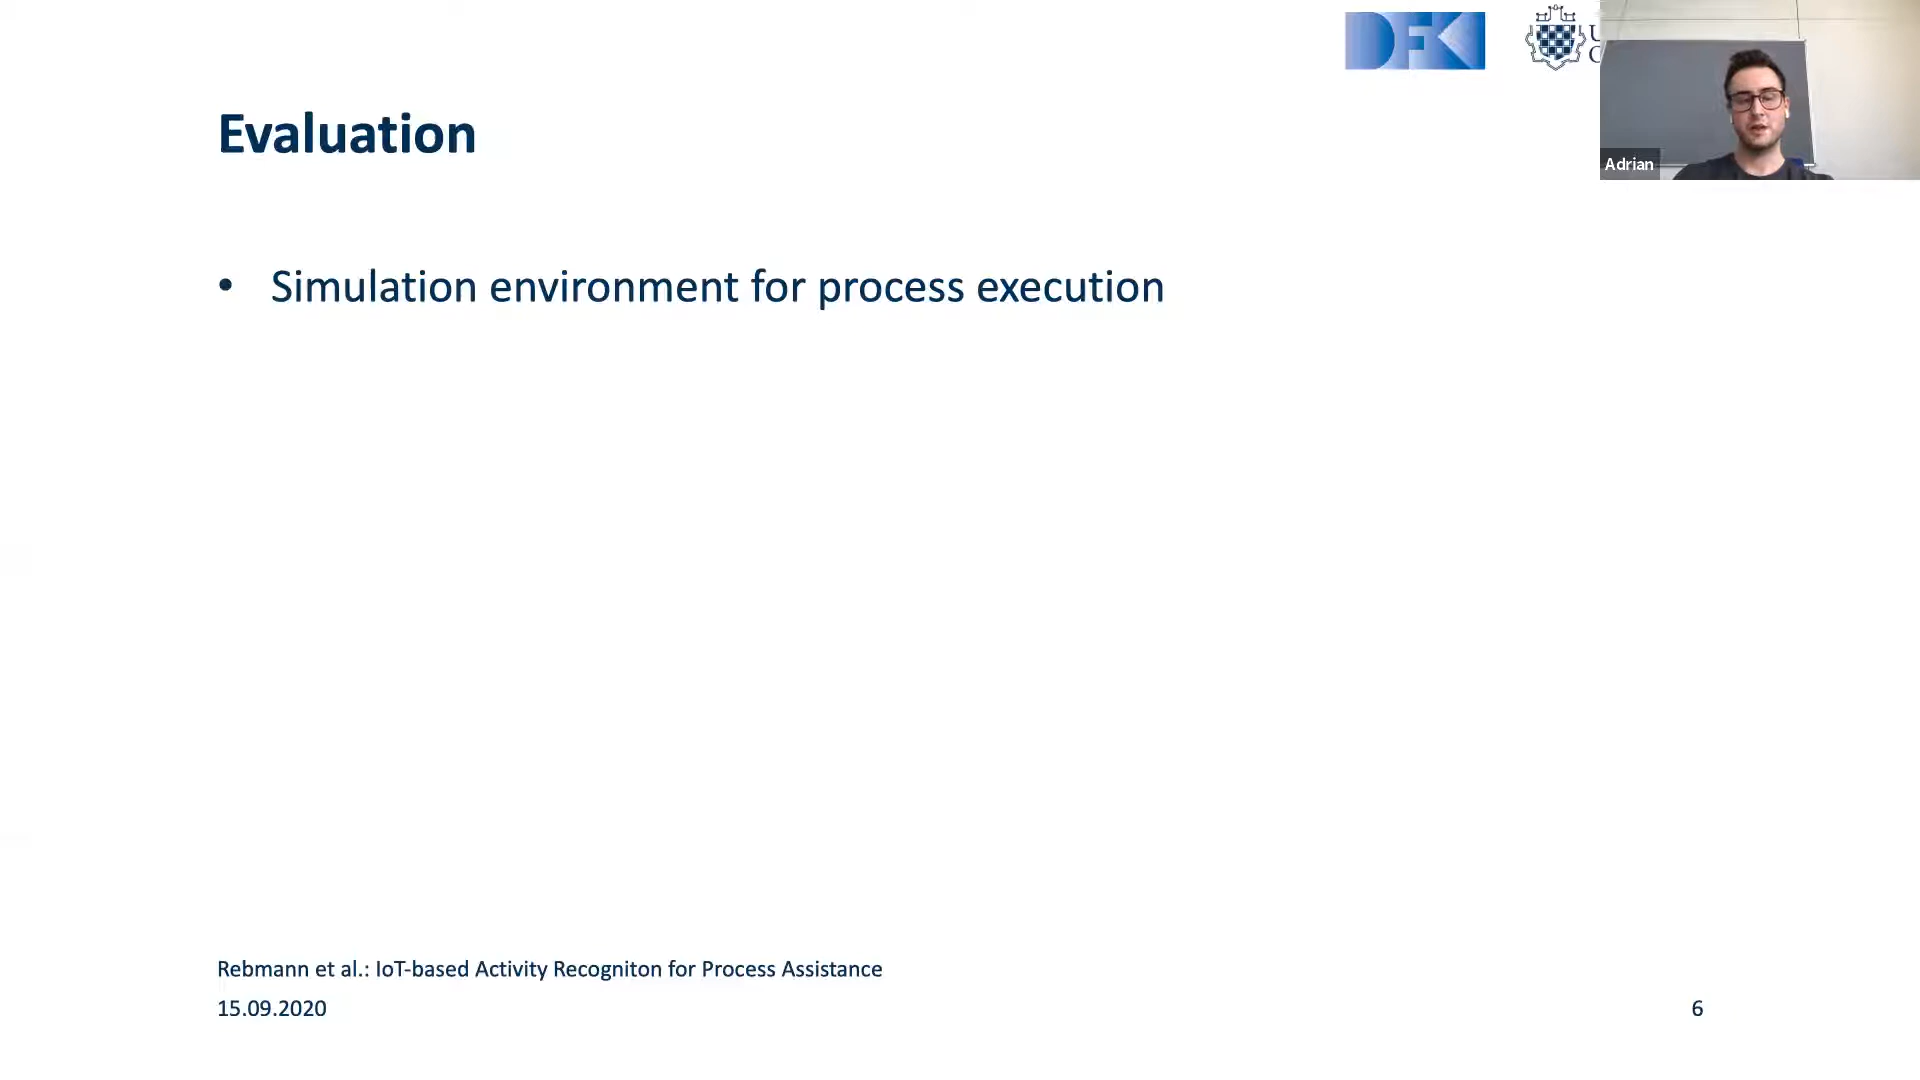 DFKI
Adrian
Evaluation
• Simulation environment for process execution
Rebmann et al.: IoT-based Activity Recogniton for Process Assistance
15.09.2020
6